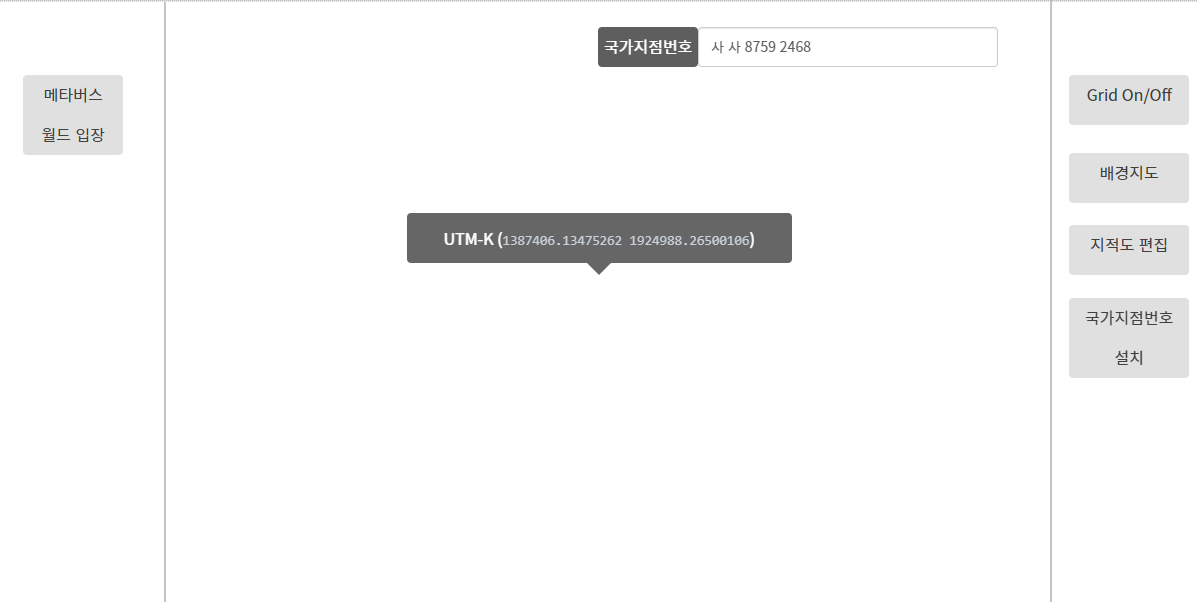 국가지점번호 사 사 8759 2468
메타버스
월드 입장
Grid On/Off
배경지도
UTM-K (1387406.13475262 1924988.26500106)
지적도 편집
국가지점번호
설치